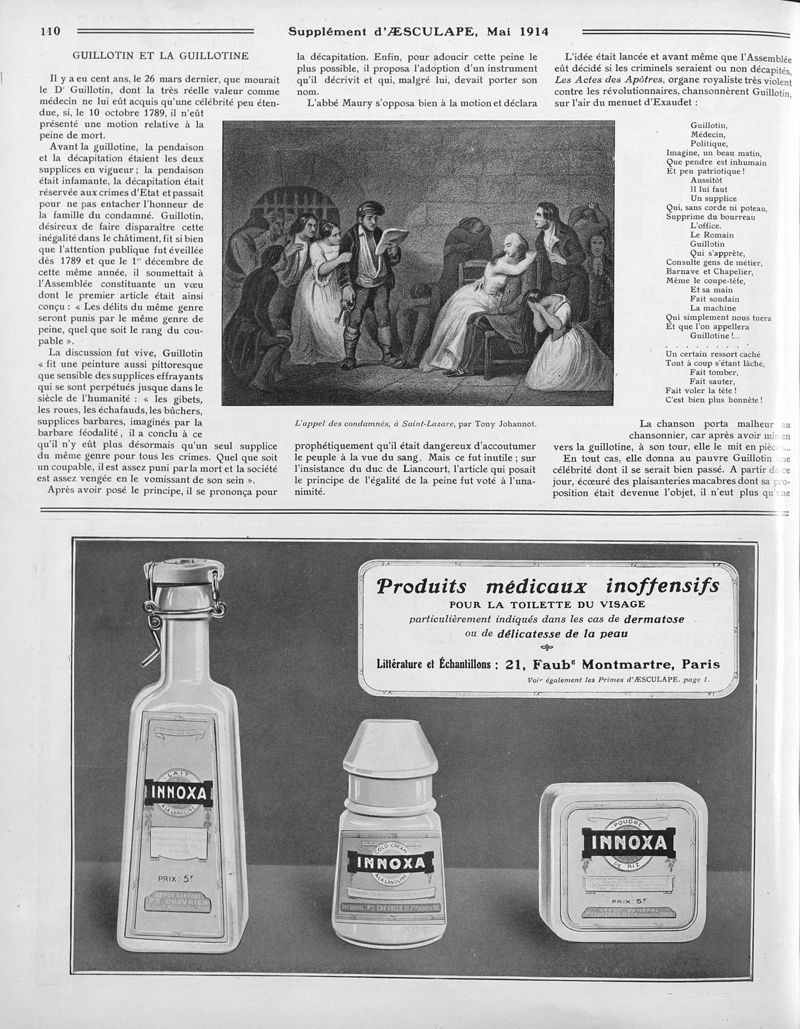 110
Supplément d'ÆSCULAPE, Mai 1914
GUILLOTIN ET LA GUILLOTINE
Il y a eu cent ans, le 26 mars dernier, que mourait
le Dr Guillotin, dont la très réelle valeur comme
médecin ne lui eût acquis qu'une célébrité peu éten-
due, si, le 10 octobre 1789, il n'eût
présenté une motion relative à la
peine de mort.
Avant la guillotine, la pendaison
et la décapitation étaient les deux
supplices en vigueur ; la pendaison
était infamante, la décapitation était
réservée aux crimes d'Etat et passait
pour ne pas entacher l'honneur de
la famille du condamné. Guillotin,
désireux de faire disparaître cette
inégalité dans le châtiment, fit si bien
que l'attention publique fut éveillée
dès 1789 et que le 1er décembre de
cette même année, il soumettait à
l'Assemblée constituante un vœu
dont le premier article était ainsi
conçu : « Les délits du même genre
seront punis par le même genre de
peine, quel que soit le rang du cou-
pable ».
La discussion fut vive, Guillotin
« fit une peinture aussi pittoresque
que sensible des supplices effrayants
qui se sont perpétués jusque dans le
siècle de l'humanité : « les gibets,
les roues, les échafauds, les bûchers,
supplices barbares, imaginés par la
barbare féodalité, il a conclu à ce
qu'il n'y eût plus désormais qu'un seul supplice
du même genre pour tous les crimes. Quel que soit
un coupable, il est assez puni par la mort et la société
est assez vengée en le vomissant de son sein ».
Après avoir posé le principe, il se prononça pour
la décapitation. Enfin, pour adoucir cette peine le
plus possible, il proposa l'adoption d'un instrument
qu'il décrivit et qui, malgré lui, devait porter son
nom.
L'abbé Maury s'opposa bien à la motion et déclara
L'appel des condamnés, à Saint-Lazare, par Tony Johannot.
prophétiquement qu'il était dangereux d'accoutumer
le peuple à la vue du sang. Mais ce fut inutile ; sur
l'insistance du duc de Liancourt, l'article qui posait
le principe de l'égalité de la peine fut voté à l'una-
nimité.
L'idée était lancée et avant même que l'Assemblée
eût décidé si les criminels seraient ou non décapités,
Les Actes des Apôtres, organe royaliste très violent
contre les révolutionnaires, chansonnèrent Guillotin,
sur l'air du menuet d'Exaudet :
Guillotin,
Médecin,
Politique,
Imagine, un beau matin,
Que pendre est inhumain
Et peu patriotique !
Aussitôt
Il lui faut
Un supplice
Qui, sans corde ni poteau,
Supprime du bourreau
L'office.
Le Romain
Guillotin
Qui s'apprête,
Consulte gens de métier,
Barnave et Chapelier,
Même le coupe-tête,
Et sa main
Fait soudain
La machine
Qui simplement nous tuera
Et que l'on appellera
Guillotine !...
. . . . . . . . .
Un certain ressort caché
Tout à coup s'étant lâché,
Fait tomber,
Fait sauter,
Fait voler la tête !
C'est bien plus honnête !
La chanson porta malheur au
chansonnier, car après avoir mis en
vers la guillotine, à son tour, elle le mit en pièces...
En tout cas, elle donna au pauvre Guillotin une
célébrité dont il se serait bien passé. A partir de ce
jour, écœuré des plaisanteries macabres dont sa pro-
position était devenue l'objet, il n'eut plus qu'une
Produits médicaux inoffensifs
POUR LA TOILETTE DU VISAGE
particulièrement indiqués dans les cas de dermatose
ou de délicatesse de la peau
Littérature et Échantillons : 21, Faubg Montmartre, Paris
Voir également les Primes d'ÆSCULAPE, page 1.
LAIT
INNOXA
A LA LANOLINE
PRIX : 5F
DÉPÔT GÉNÉRAL
CHEVRIER
COLD-CREAM
INNOXA
A LA LANOLINE
CHEVRIER
POUDRE
INNOXA
DE RIZ
PRIX : 5F
DÉPÔT GÉNÉRAL